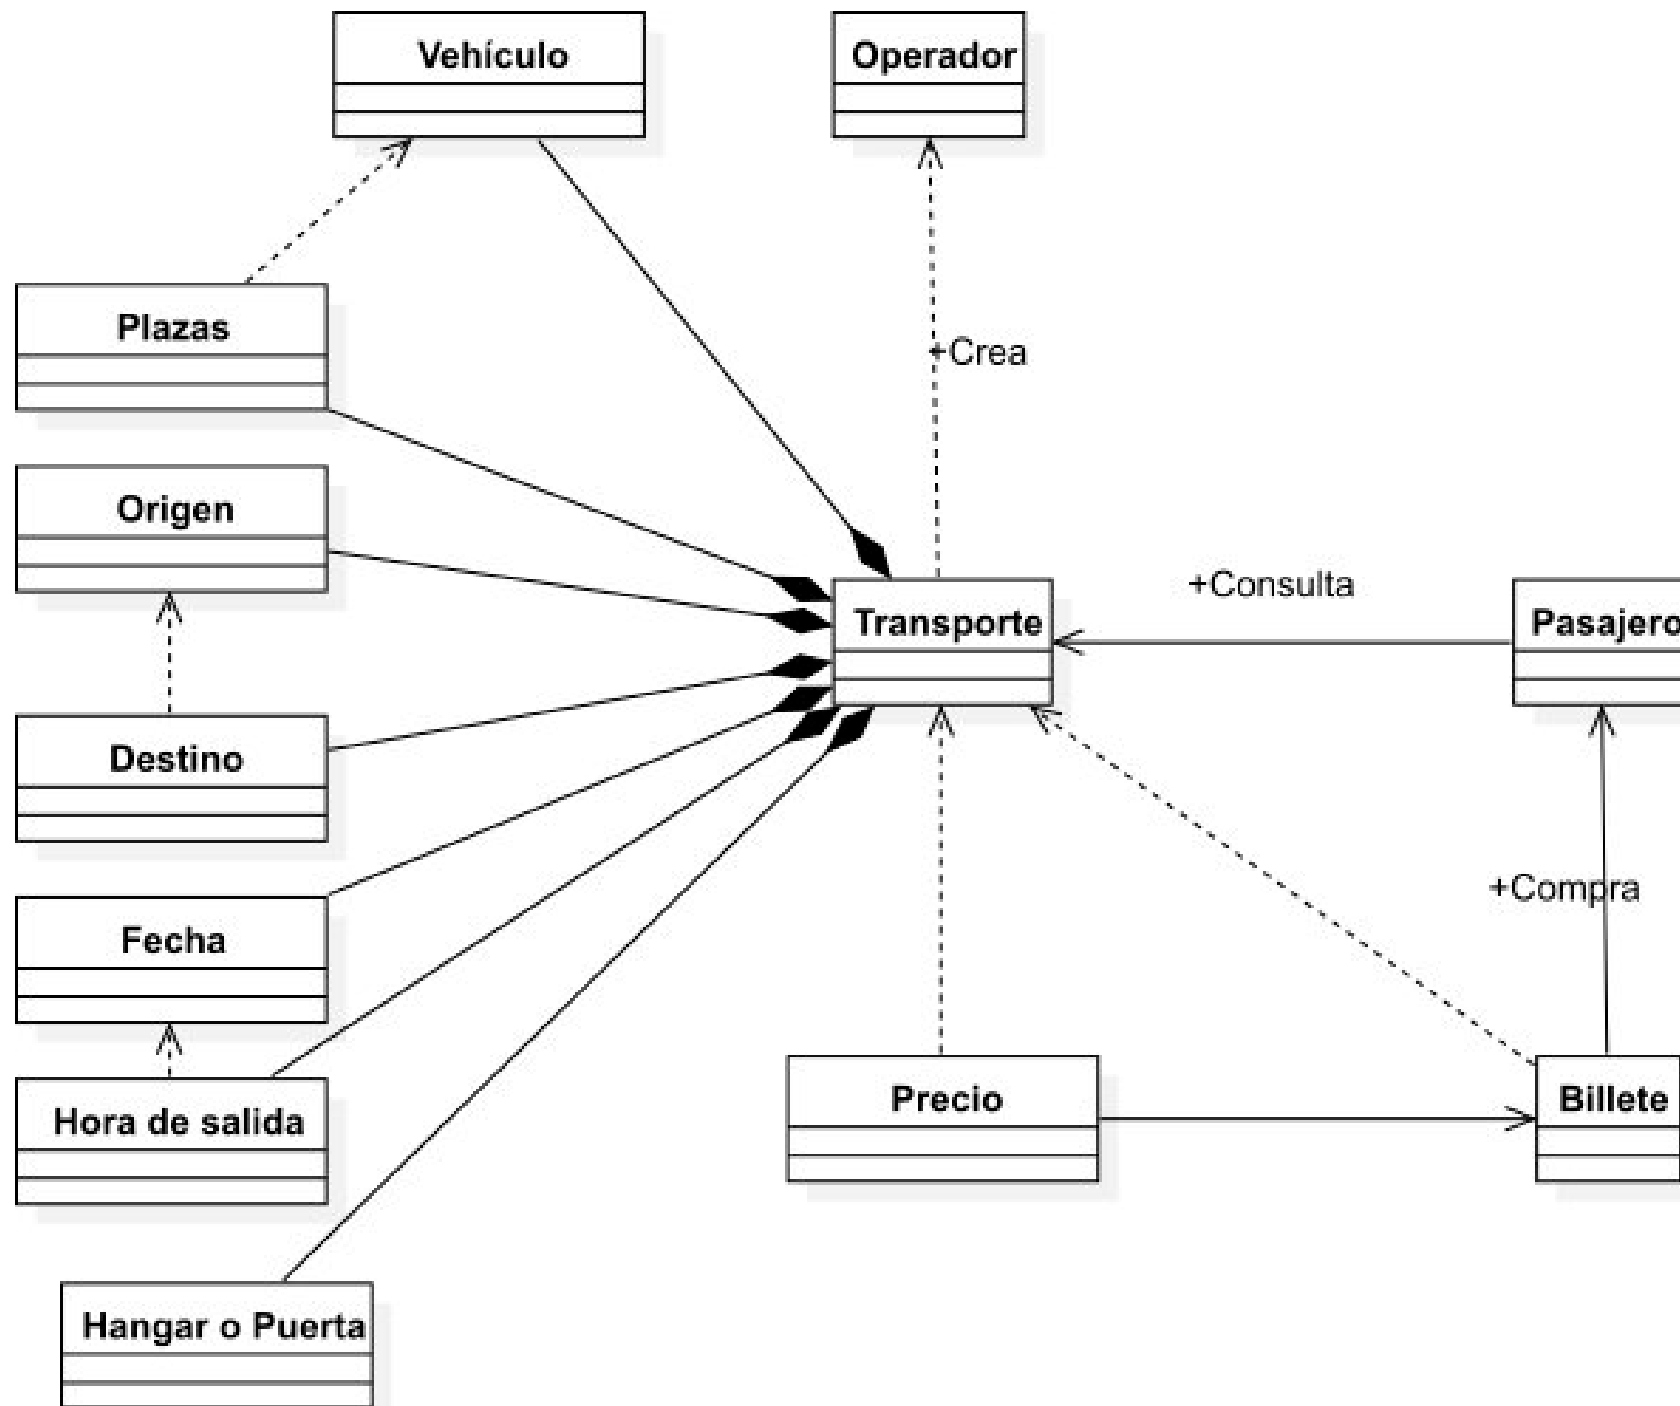 Vehículo
Operador
Plazas
+Crea
Origen
+Consulta
Transporte
Pasajero
Destino
+Compra
Fecha
Precio
Billete
Hora de salida
Hangar o Puerta